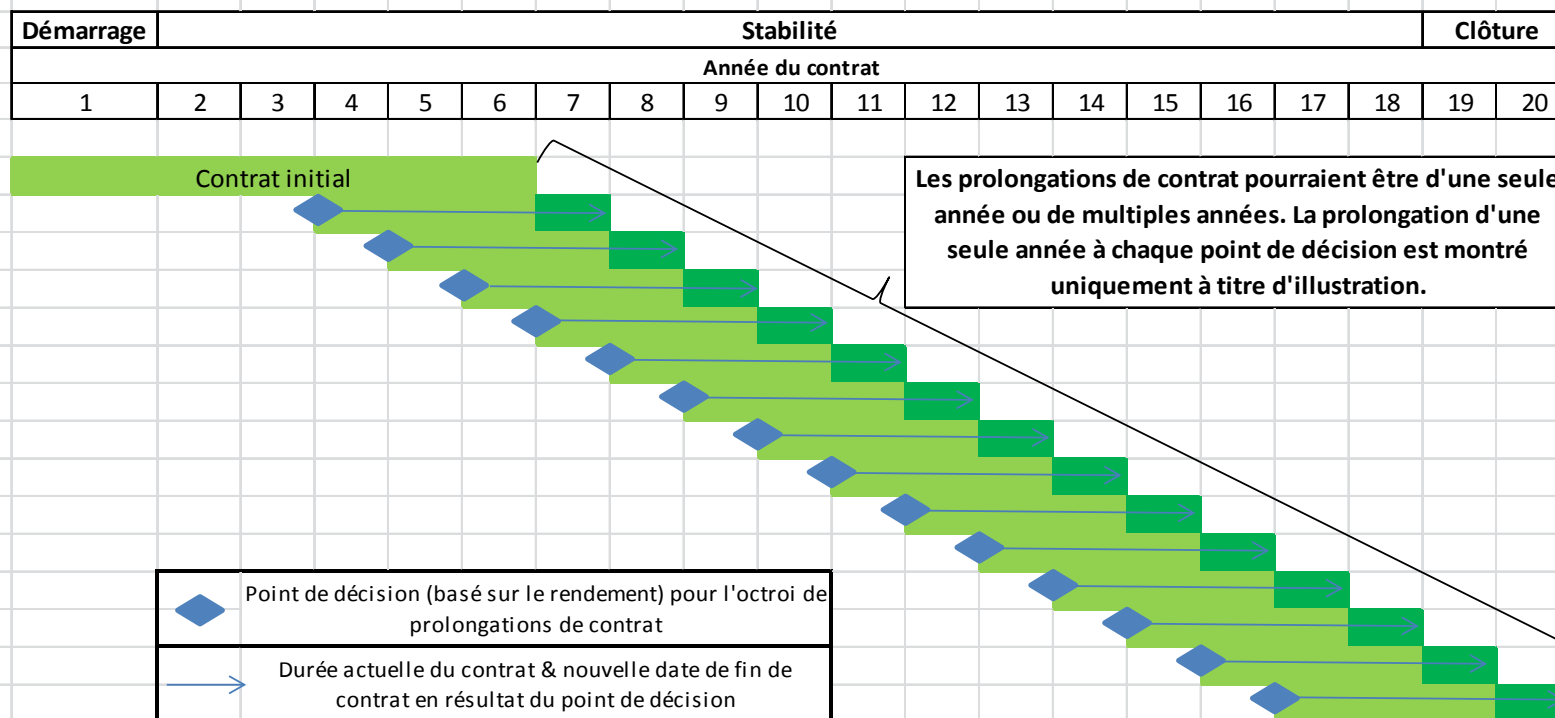 Démarrage Stabilité Clôture
Année du contrat
1 2 3 4 5 6 7 8 9 10 11 12 13 14 15 16 17 18 19 20
Contrat initial
Les prolongations de contrat pourraient être d'une seule
année ou de multiples années. La prolongation d'une
seule année à chaque point de décision est montré
uniquement à titre d'illustration.
Point de décision (basé sur le rendement) pour l'octroi de
prolongations de contrat
Durée actuelle du contrat & nouvelle date de fin de
contrat en résultat du point de décision